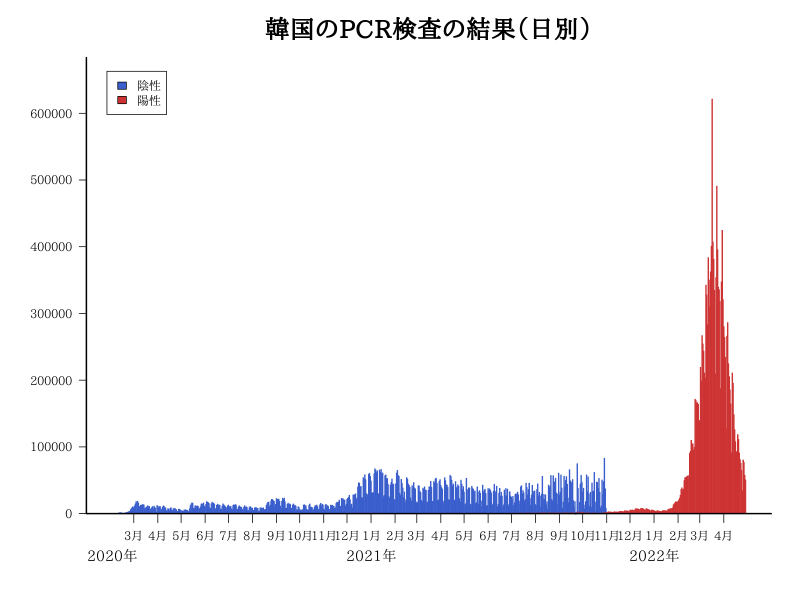 韓国のPCR検査の結果（日別）
陰性
陽性
600000
500000
400000
300000
200000
100000
0
3月 4月 5月 6月 7月 8月 9月 10月 11月 12月 1月 2月 3月 4月 5月 6月 7月 8月 9月 10月 11月 12月 1月 2月 3月 4月
2020年 2021年 2022年